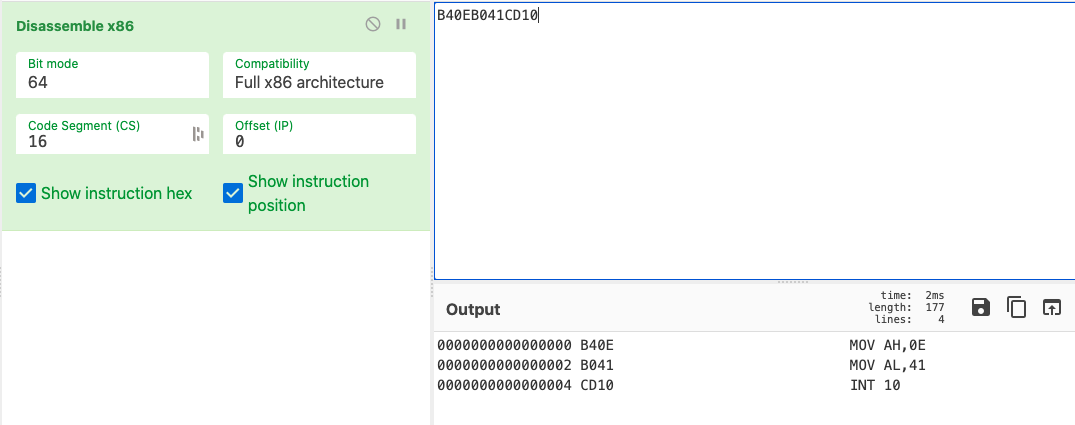 Disassemble x86
Bit mode
64
Compatibility
Full x86 architecture
Code Segment (CS)
16
Offset (IP)
0
Show instruction hex
Show instruction
position
B40EB041CD10
Output
time: 2ms
length: 177
lines: 4
0000000000000000 B40E MOV AH,0E
0000000000000002 B041 MOV AL,41
0000000000000004 CD10 INT 10